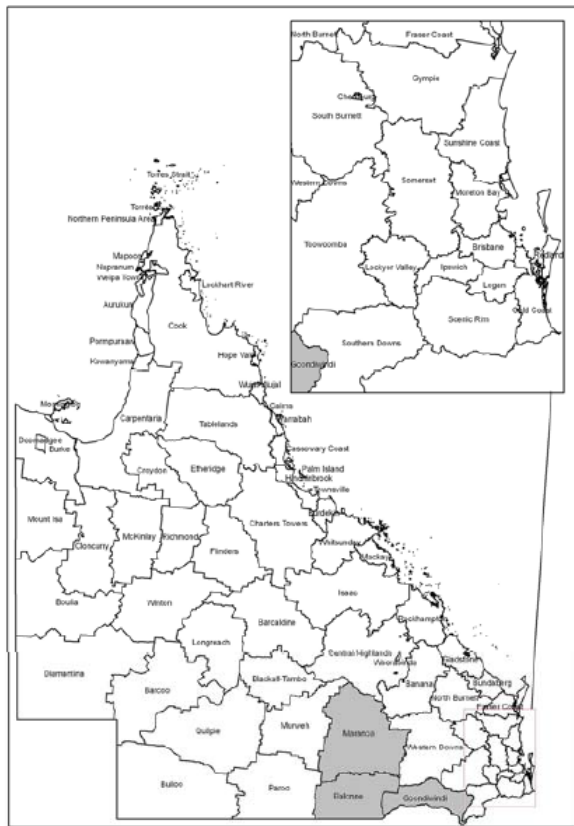 North Burnett
Fraser Coast
Gympie
Cherbourg
South Burnett
Sunshine Coast
Western Downs
Somerset
Moreton Bay
Toowoomba
Brisbane
Redland
Lockyer Valley
Ipswich
Logan
Gold Coast
Scenic Rim
Southern Downs
Goondiwindi
Torres Strait
Torres
Northern Peninsula Area
Mapoon
Napranum
Weipa Town
Lockhart River
Aurukun
Cook
Pormpuraaw
Hope Vale
Kowanyama
Wujal Bujal
Mornington
Cairns
Yarrabah
Carpentaria
Tablelands
Doomadgee
Burke
Cassowary Coast
Croydon
Etheridge
Palm Island
Hinchinbrook
Townsville
Burdekin
Mount Isa
Cloncurry
McKinlay
Richmond
Flinders
Charters Towers
Whitsunday
Mackay
Boulia
Winton
Isaac
Barcaldine
Rockhampton
Longreach
Central Highlands
Woorabinda
Gladstone
Diamantina
Barcoo
Blackall-Tambo
Banana
Bundaberg
North Burnett
Fraser Coast
Quilpie
Murweh
Maranoa
Western Downs
Bulloo
Paroo
Balonne
Goondiwindi